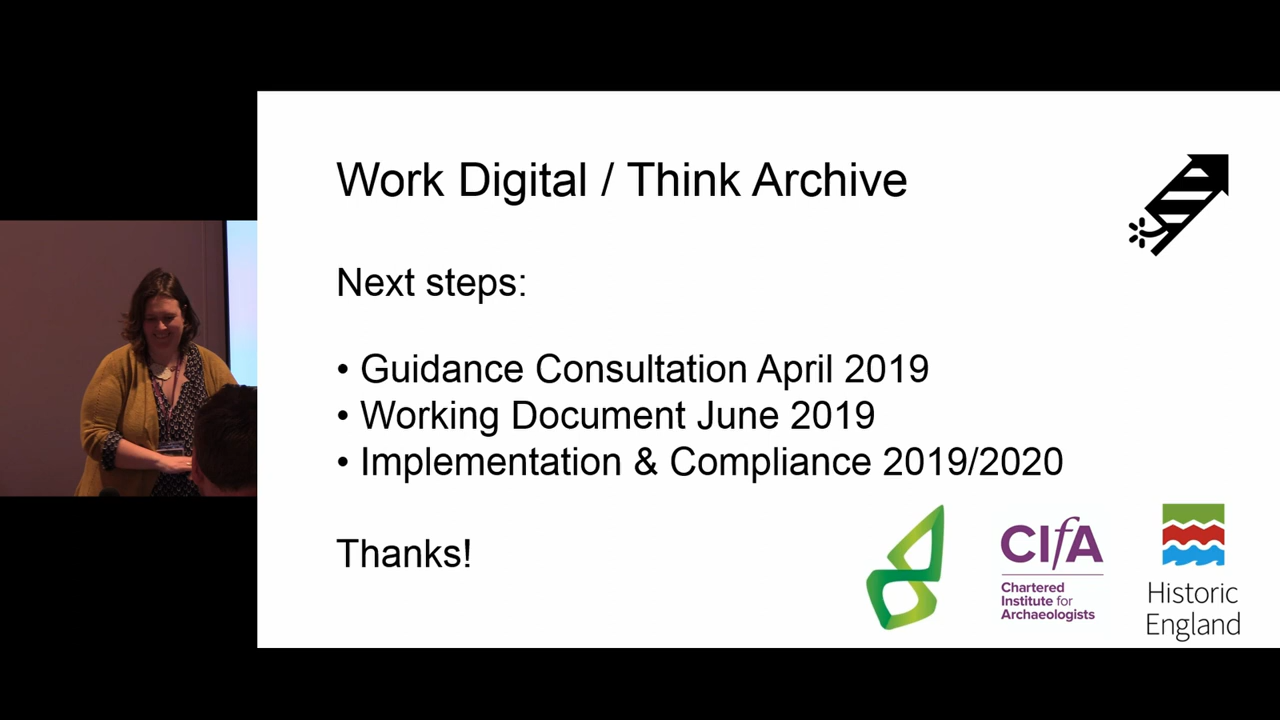 Work Digital / Think Archive
Next steps:
• Guidance Consultation April 2019
• Working Document June 2019
• Implementation & Compliance 2019/2020
Thanks!
CIfA
Chartered
Institute for
Archaeologists
Historic
England